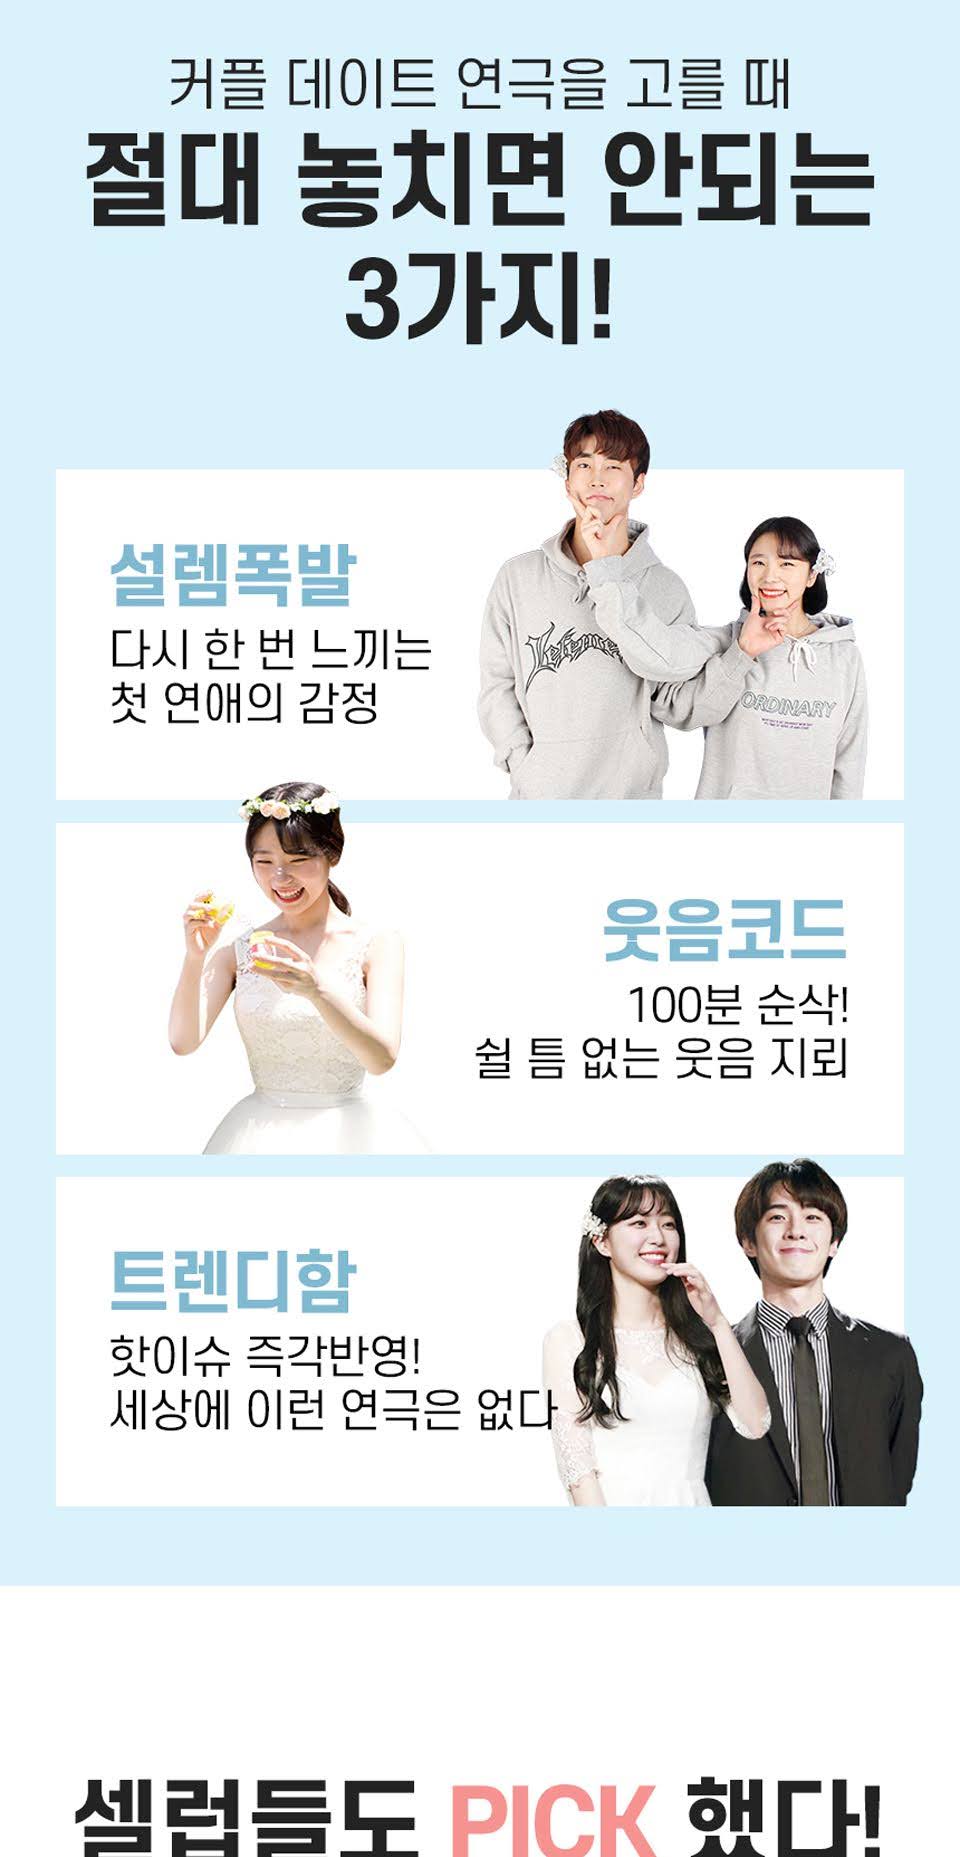 커플 데이트 연극을 고를 때
절대 놓치면 안되는
3가지!
설렘폭발
다시 한 번 느끼는
첫 연애의 감정
ORDINARY
웃음코드
100분 순삭!
쉴 틈 없는 웃음 지뢰
트렌디함
핫이슈 즉각반영!
세상에 이런 연극은 없다
셀럽들도 PICK 했다!